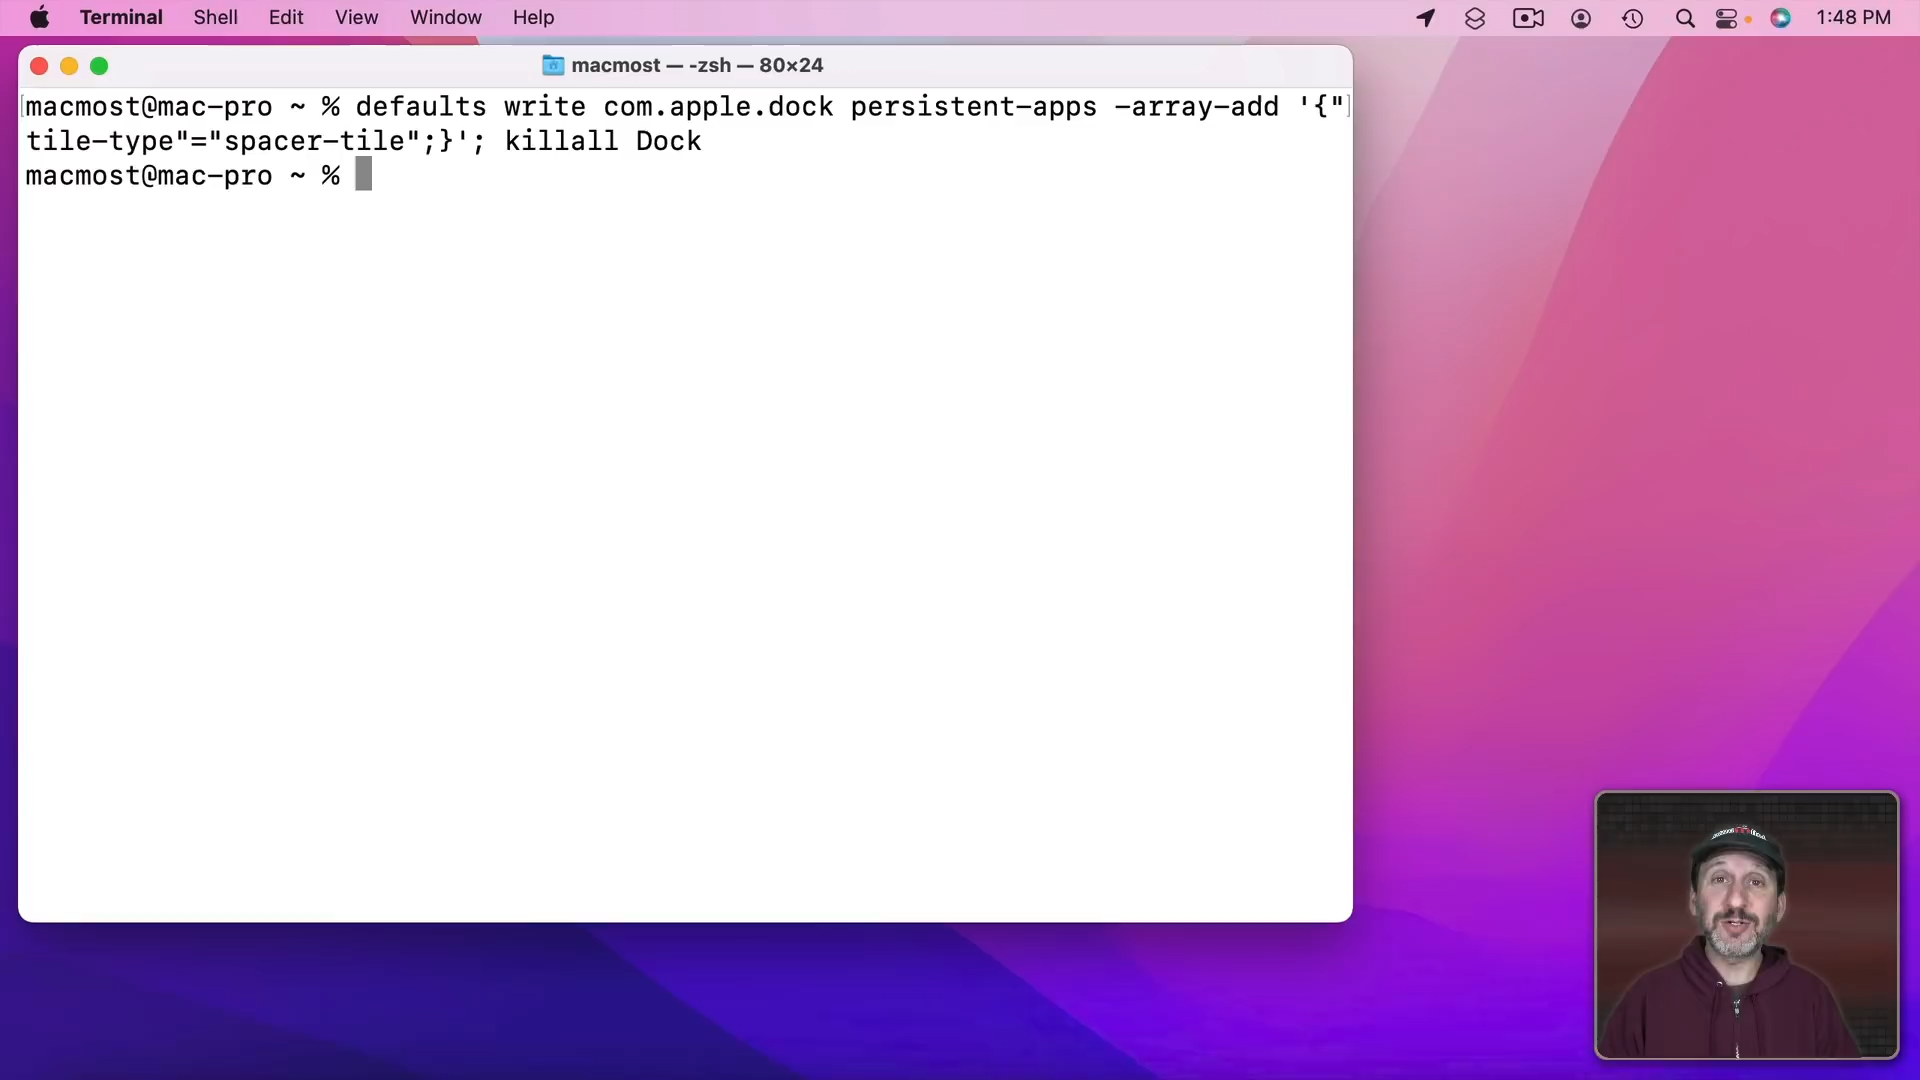 Terminal Shell Edit View Window Help 1:48 PM
macmost — -zsh — 80×24
macmost@mac-pro ~ % defaults write com.apple.dock persistent-apps -array-add '{"
tile-type"="spacer-tile";}'; killall Dock
macmost@mac-pro ~ %